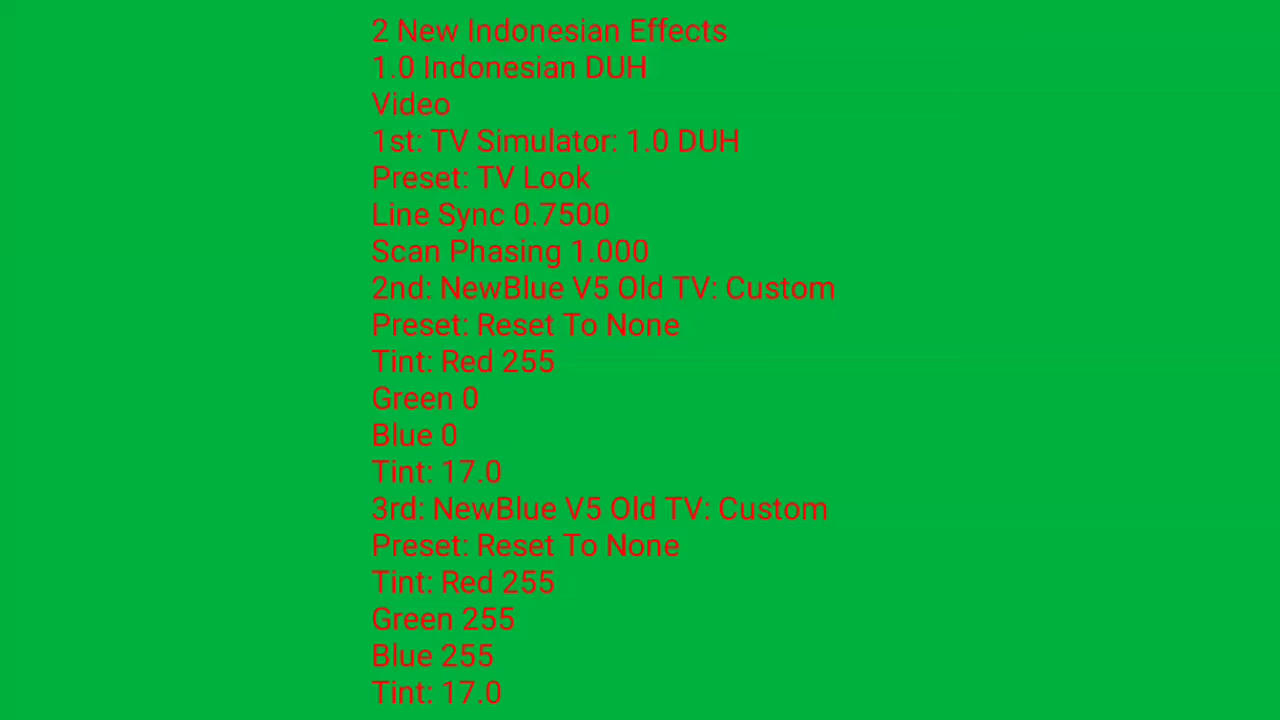 2 New Indonesian Effects
1.0 Indonesian DUH
Video
1st: TV Simulator: 1.0 DUH
Preset: TV Look
Line Sync 0.7500
Scan Phasing 1.000
2nd: NewBlue V5 Old TV: Custom
Preset: Reset To None
Tint: Red 255
Green 0
Blue 0
Tint: 17.0
3rd: NewBlue V5 Old TV: Custom
Preset: Reset To None
Tint: Red 255
Green 255
Blue 255
Tint: 17.0